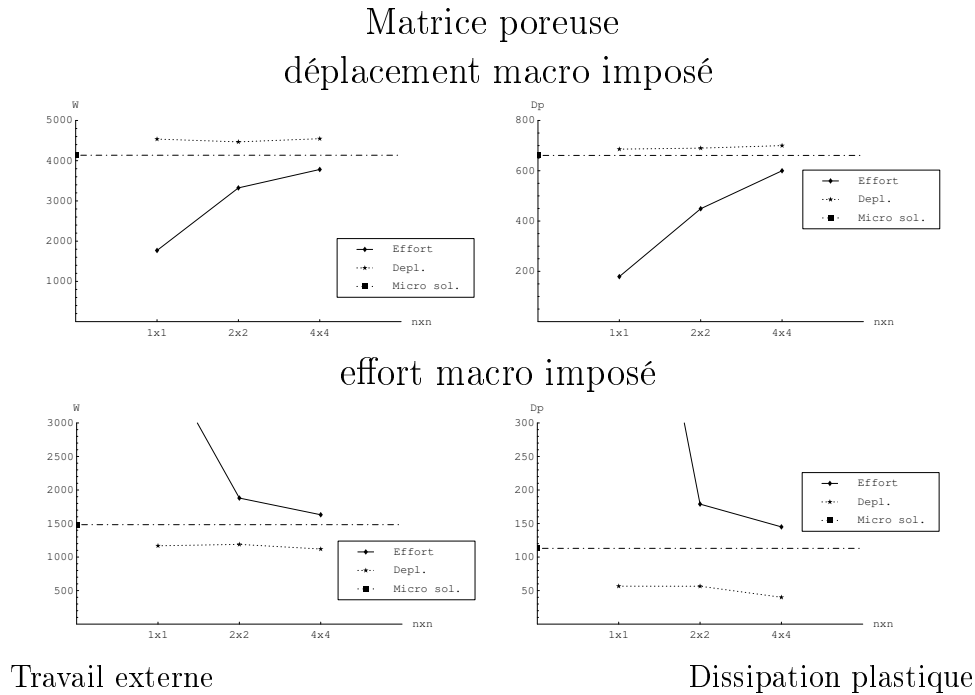 Matrice poreuse
déplacement macro imposé
W
5000
4000
3000
2000
1000
1x1
2x2
4x4
nxn
Effort
Depl.
Micro sol.
Dp
800
600
400
200
1x1
2x2
4x4
nxn
Effort
Depl.
Micro sol.
effort macro imposé
W
3000
2500
2000
1500
1000
500
1x1
2x2
4x4
nxn
Effort
Depl.
Micro sol.
Dp
300
250
200
150
100
50
1x1
2x2
4x4
nxn
Effort
Depl.
Micro sol.
Travail externe
Dissipation plastique